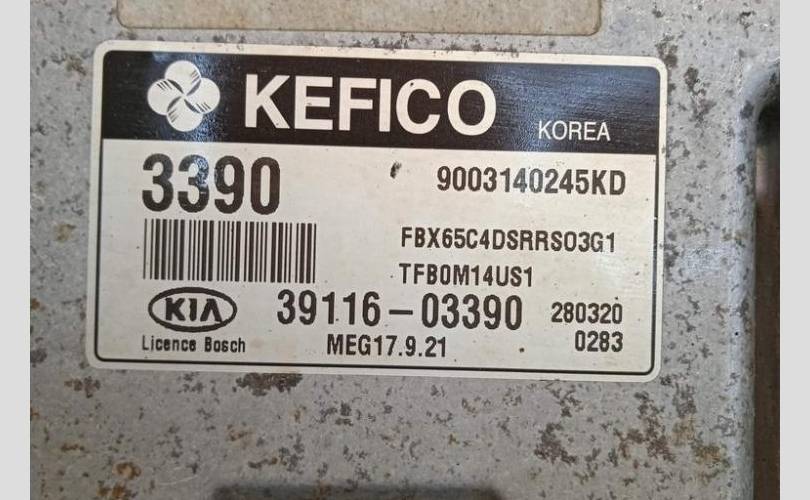 KEFICO KOREA
3390 9003140245KD
FBX65C4DSRRS03G1
TFB0M14US1
KIA 39116-03390 280320
Licence Bosch MEG17.9.21 0283